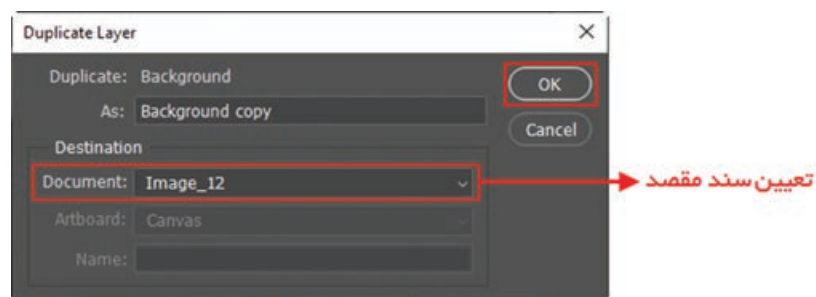 Duplicate Layer
Duplicate: Background
OK
As: Background copy
Cancel
Destination
Document: Image_12
تعیین سند مقصد
Artboard: Canvas
Name: